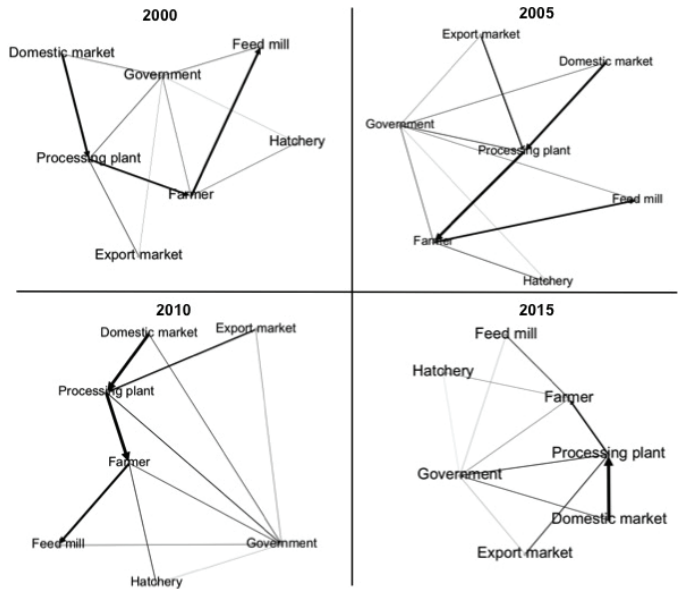 2000
Domestic market
Feed mill
Government
Hatchery
Processing plant
Farmer
Export market
2005
Export market
Domestic market
Government
Processing plant
Feed mill
Farmer
Hatchery
2010
Domestic market
Export market
Processing plant
Farmer
Feed mill
Government
Hatchery
2015
Feed mill
Hatchery
Farmer
Processing plant
Government
Domestic market
Export market